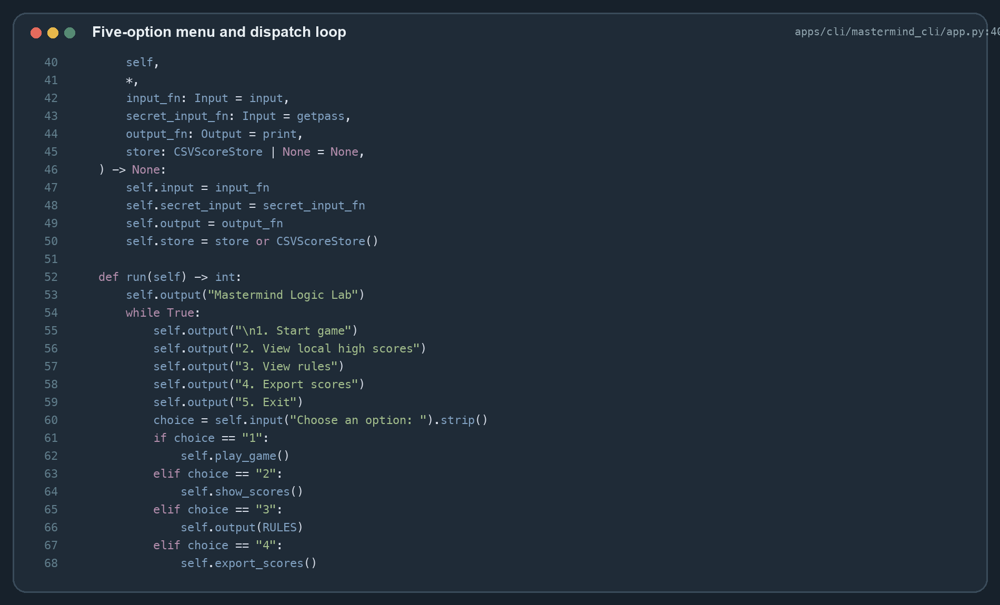 Five-option menu and dispatch loop
apps/cli/mastermind_cli/app.py:40
40         self,
41         *,
42         input_fn: Input = input,
43         secret_input_fn: Input = getpass,
44         output_fn: Output = print,
45         store: CSVScoreStore | None = None,
46     ) -> None:
47         self.input = input_fn
48         self.secret_input = secret_input_fn
49         self.output = output_fn
50         self.store = store or CSVScoreStore()
51
52     def run(self) -> int:
53         self.output("Mastermind Logic Lab")
54         while True:
55             self.output("\n1. Start game")
56             self.output("2. View local high scores")
57             self.output("3. View rules")
58             self.output("4. Export scores")
59             self.output("5. Exit")
60             choice = self.input("Choose an option: ").strip()
61             if choice == "1":
62                 self.play_game()
63             elif choice == "2":
64                 self.show_scores()
65             elif choice == "3":
66                 self.output(RULES)
67             elif choice == "4":
68                 self.export_scores()